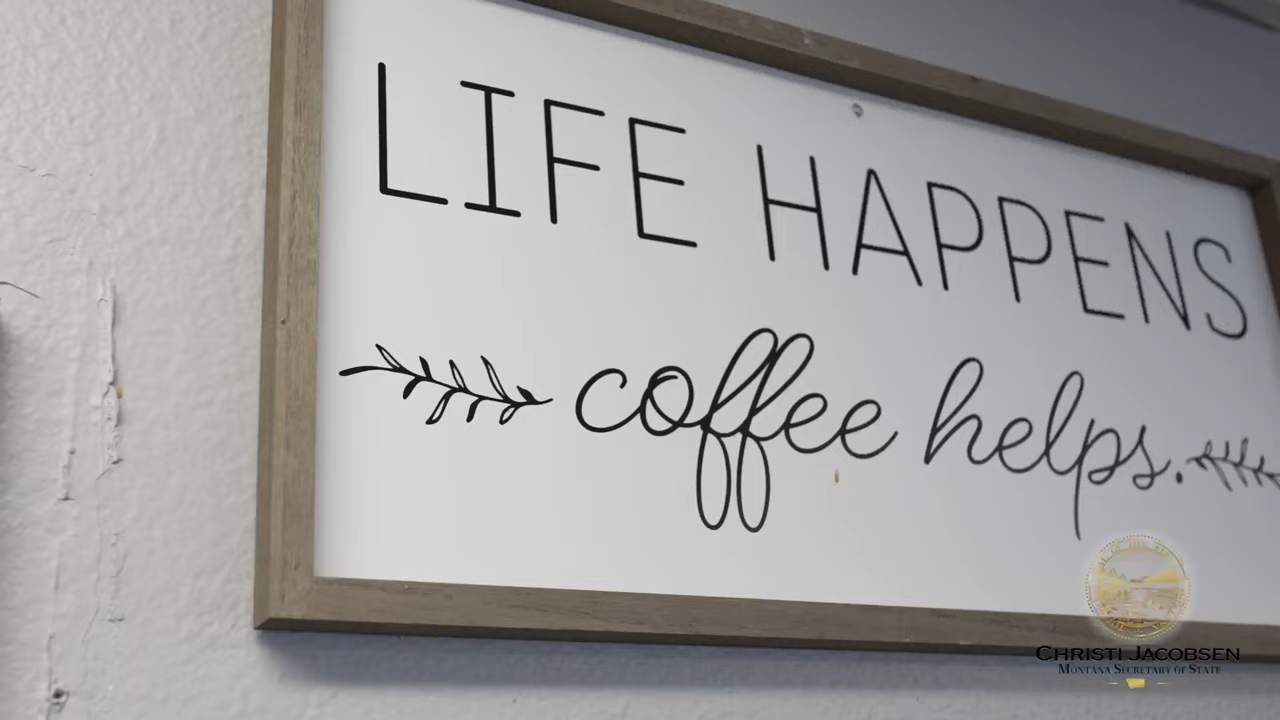 LIFE HAPPENS
coffee helps.
CHRISTI JACOBSEN
MONTANA SECRETARY OF STATE